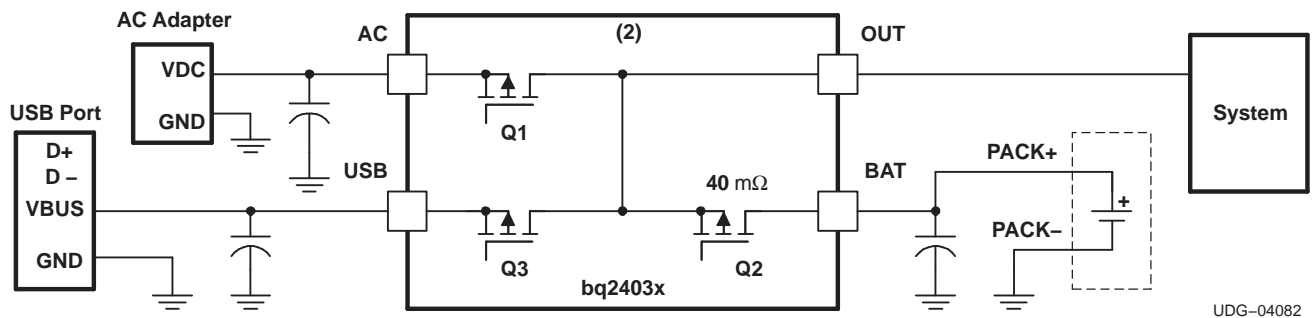 AC Adapter
VDC
GND
USB Port
D+
D −
VBUS
GND
AC
(2)
OUT
Q1
USB
40 mΩ
BAT
Q3
Q2
bq2403x
PACK+
+
PACK−
System
UDG−04082